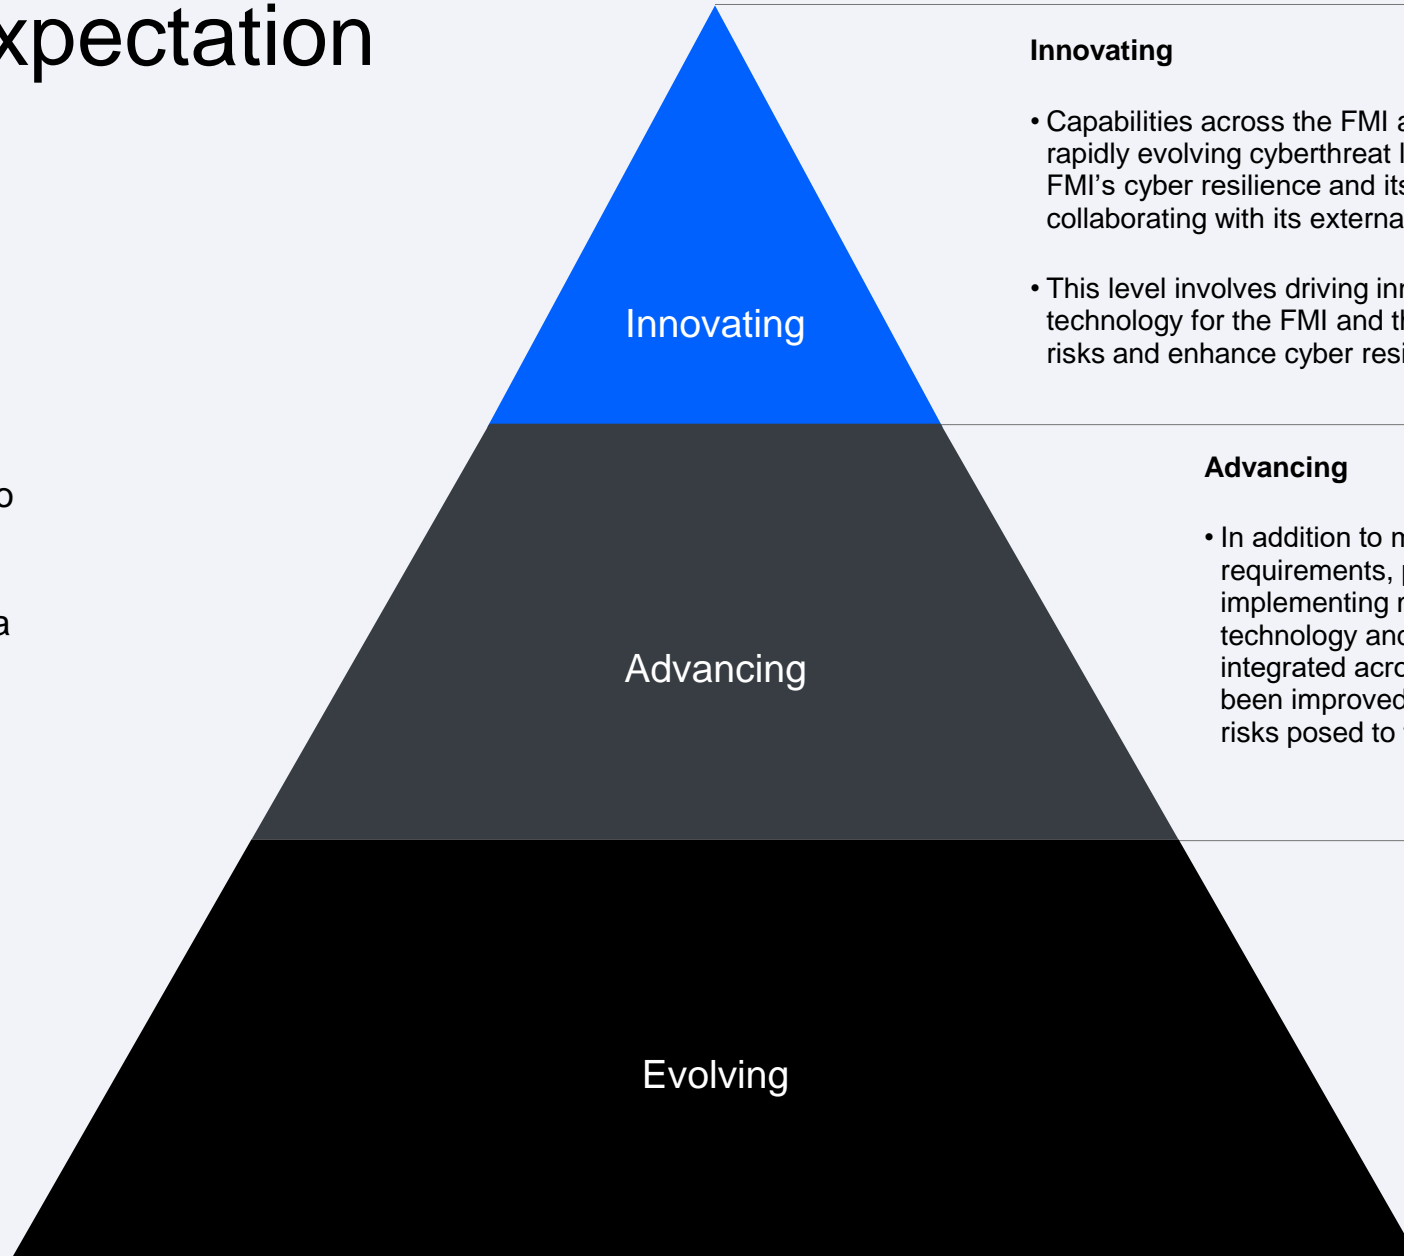 xpectation
Innovating
• Capabilities across the FMI
rapidly evolving cyberthreat
FMI's cyber resilience and its
collaborating with its externa
• This level involves driving inn
technology for the FMI and th
risks and enhance cyber resi
Innovating
Advancing
o
• In addition to
requirements,
a
implementing
technology and
Advancing
integrated acro
been improved
risks posed to
Evolving